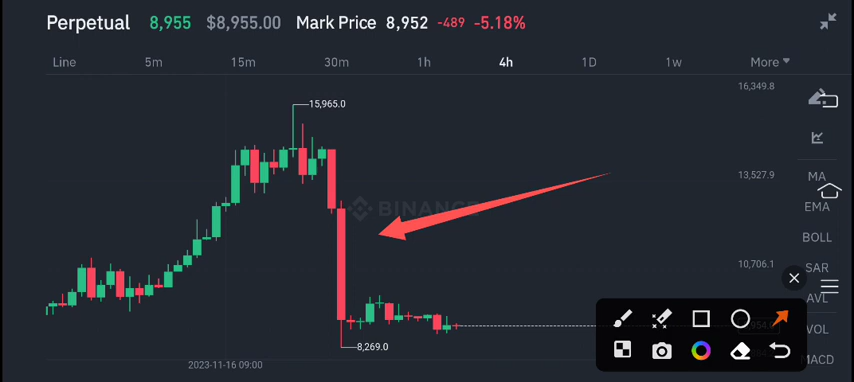 Perpetual 8,955 $8,955.00 Mark Price 8,952 -489 -5.18%
Line 5m 15m 30m 1h 4h 1D 1w More
16,349.8
15,965.0
13,527.9
MA
BINANCE
EMA
BOLL
10,706.1
SAR
AVL
VOL
8,269.0
MACD
2023-11-16 09:00